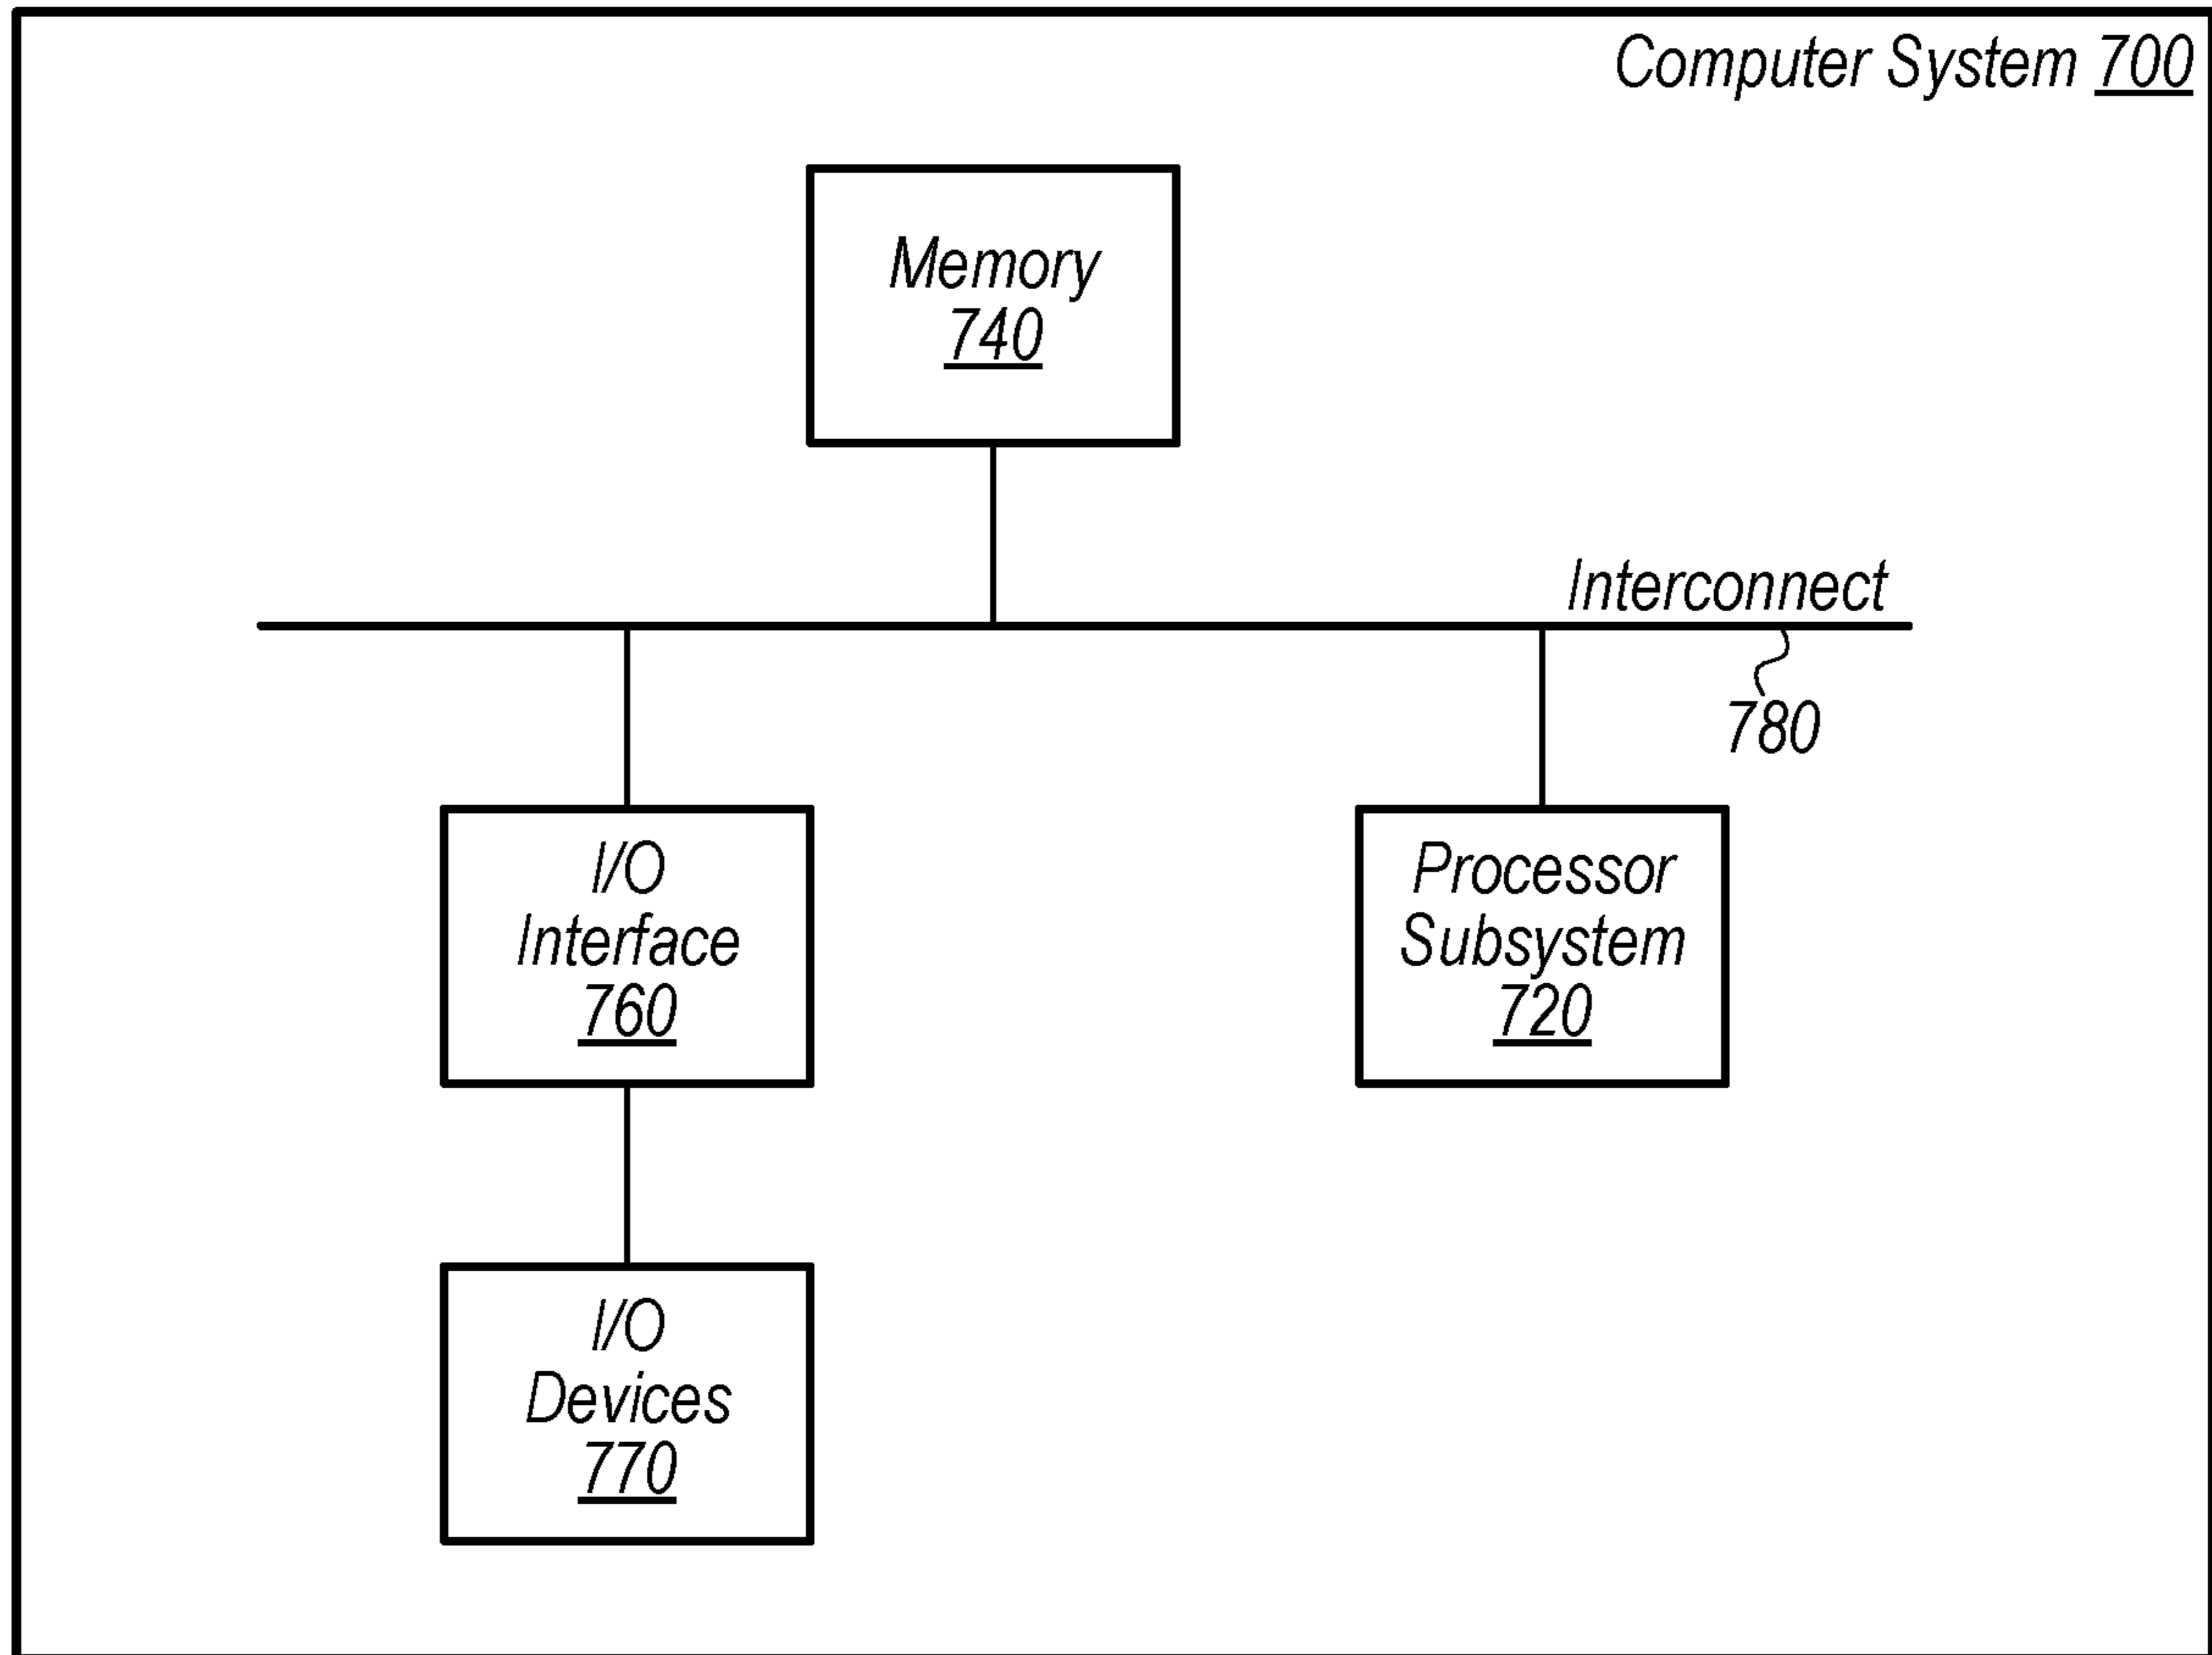 Computer System 700
Memory
740
Interconnect
780
I/O
Interface
760
Processor
Subsystem
720
I/O
Devices
770